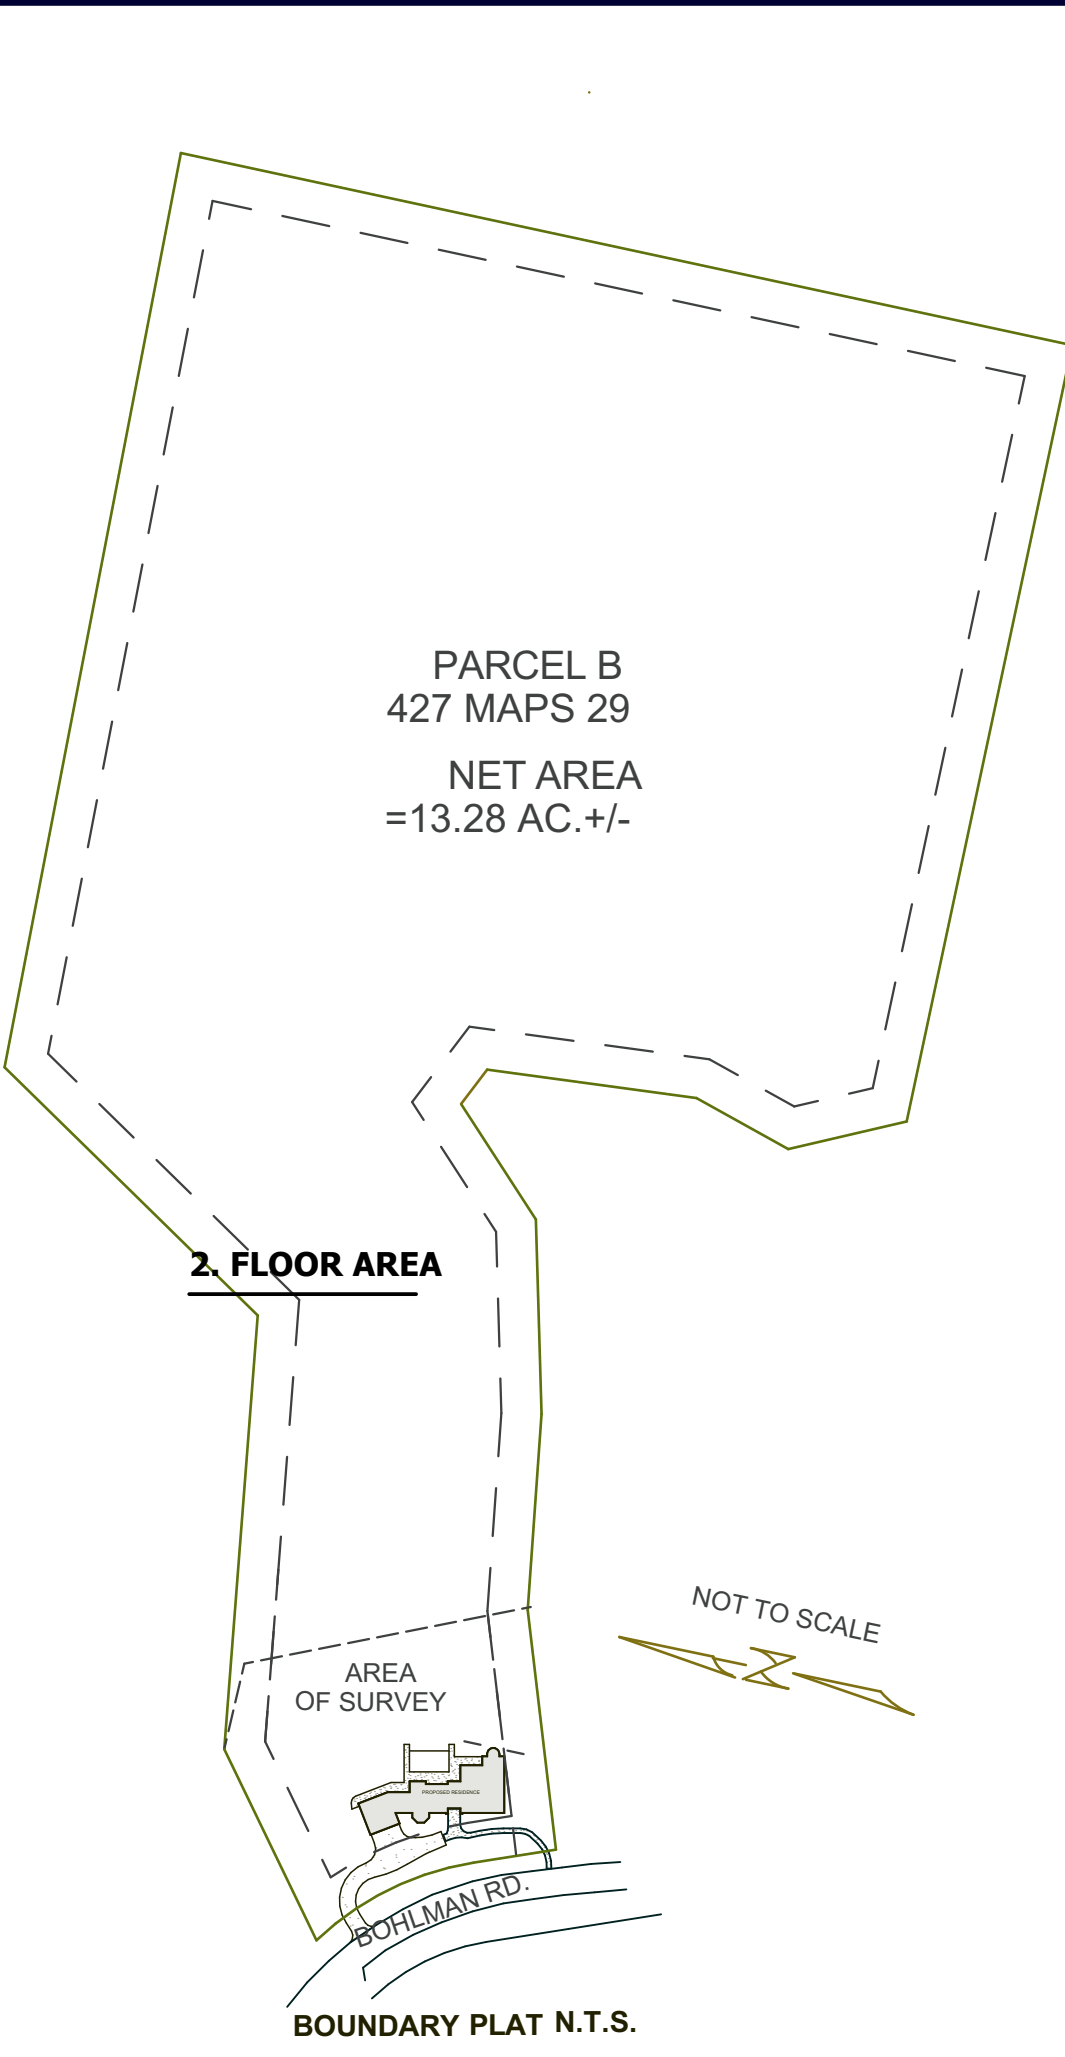 PARCEL B
427 MAPS 29
NET AREA
=13.28 AC.+/-
2. FLOOR AREA
NOT TO SCALE
AREA
OF SURVEY
PROPOSED RESIDENCE
BOHLMAN RD.
BOUNDARY PLAT N.T.S.